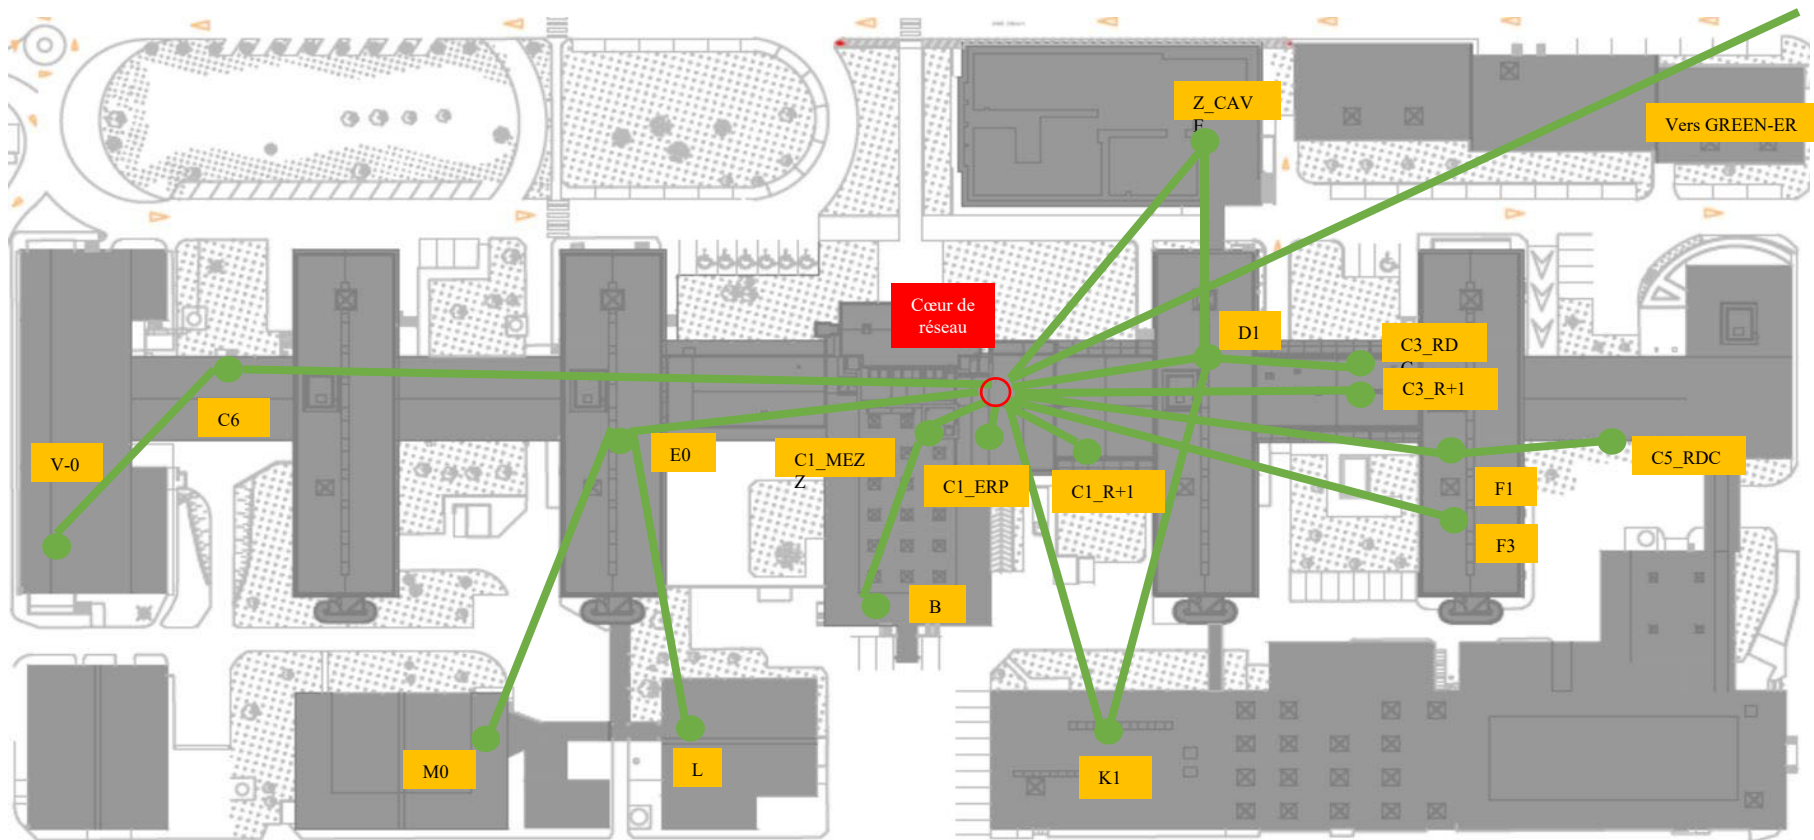 Z_CAV
E
Vers GREEN-ER
Cœur de
réseau
D1
C3_RD
C
C3_R+1
C6
V-0
E0
C1_MEZ
Z
C1_ERP
C1_R+1
C5_RDC
F1
F3
B
M0
L
K1